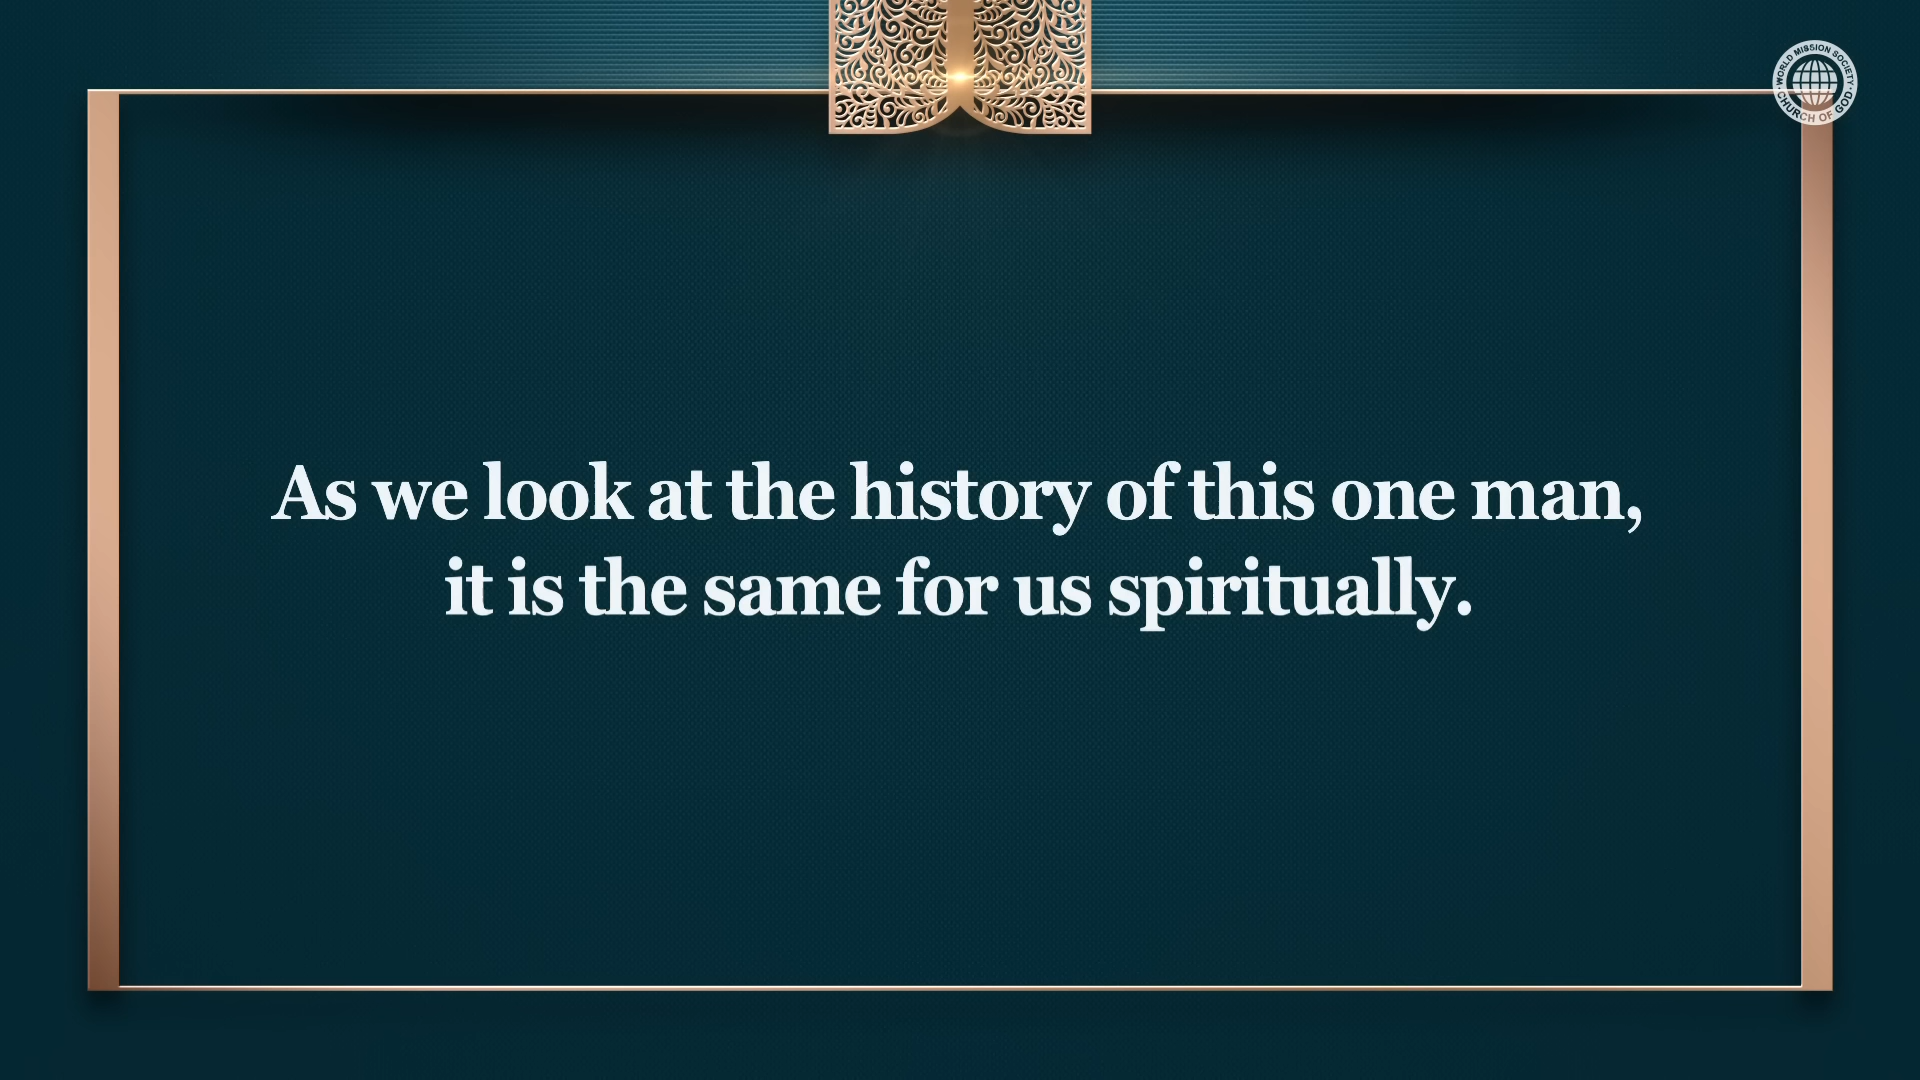 WORLD MISSION SOCIETY
CHURCH OF GOD
As we look at the history of this one man,
it is the same for us spiritually.